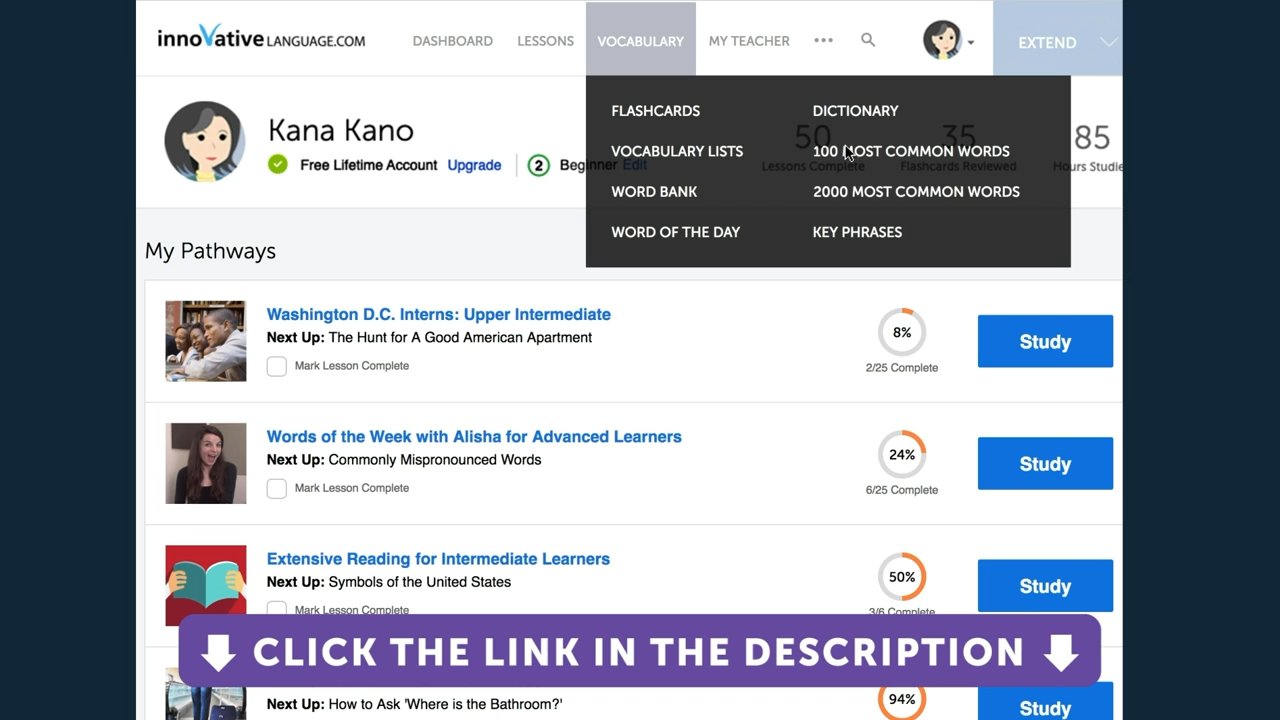 innoVative LANGUAGE.COM
DASHBOARD LESSONS VOCABULARY MY TEACHER ••• EXTEND
FLASHCARDS DICTIONARY
VOCABULARY LISTS 100 MOST COMMON WORDS
WORD BANK 2000 MOST COMMON WORDS
WORD OF THE DAY KEY PHRASES
Kana Kano
50 35 85
Free Lifetime Account Upgrade 2 Beginner Edit
Lessons Complete Flashcards Reviewed Hours Studie
My Pathways
Washington D.C. Interns: Upper Intermediate
Next Up: The Hunt for A Good American Apartment
Mark Lesson Complete
8%
2/25 Complete
Study
Words of the Week with Alisha for Advanced Learners
Next Up: Commonly Mispronounced Words
Mark Lesson Complete
24%
6/25 Complete
Study
Extensive Reading for Intermediate Learners
Next Up: Symbols of the United States
Mark Lesson Complete
50%
3/6 Complete
Study
CLICK THE LINK IN THE DESCRIPTION
Next Up: How to Ask 'Where is the Bathroom?'
94%
Study